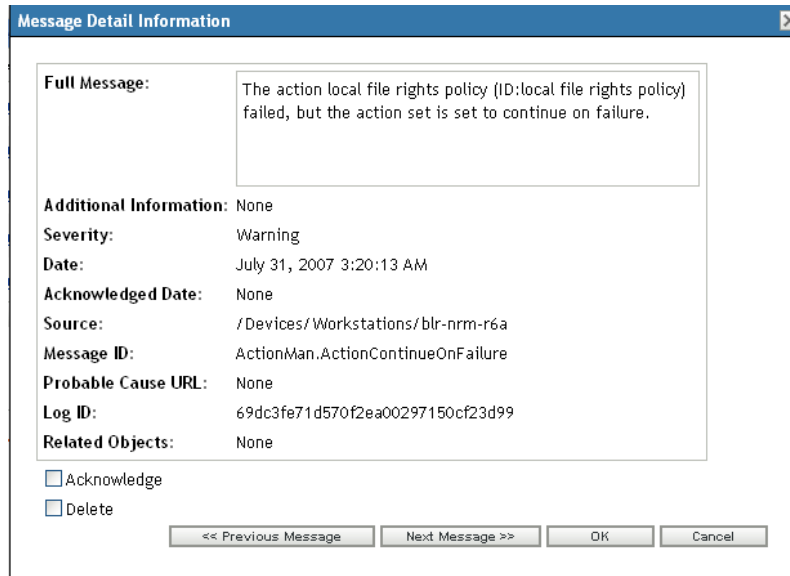 Message Detail Information
Full Message:
The action local file rights policy (ID:local file rights policy)
failed, but the action set is set to continue on failure.
Additional Information: None
Severity: Warning
Date: July 31, 2007 3:20:13 AM
Acknowledged Date: None
Source: /Devices/Workstations/blr-nrm-r6a
Message ID: ActionMan.ActionContinueOnFailure
Probable Cause URL: None
Log ID: 69dc3fe71d570f2ea00297150cf23d99
Related Objects: None
Acknowledge
Delete
<< Previous Message Next Message >> OK Cancel